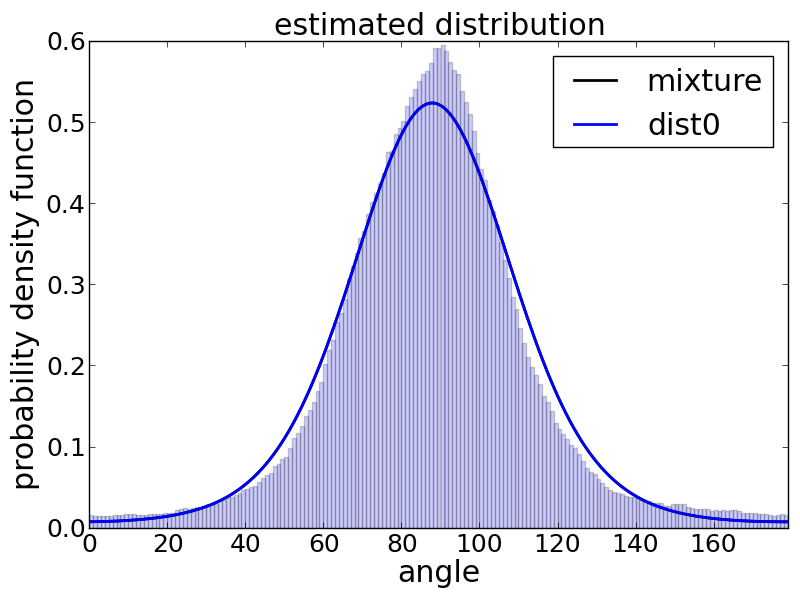 estimated distribution
mixture
dist0
probability density function
0.6
0.5
0.4
0.3
0.2
0.1
0.0
0 20 40 60 80 100 120 140 160
angle